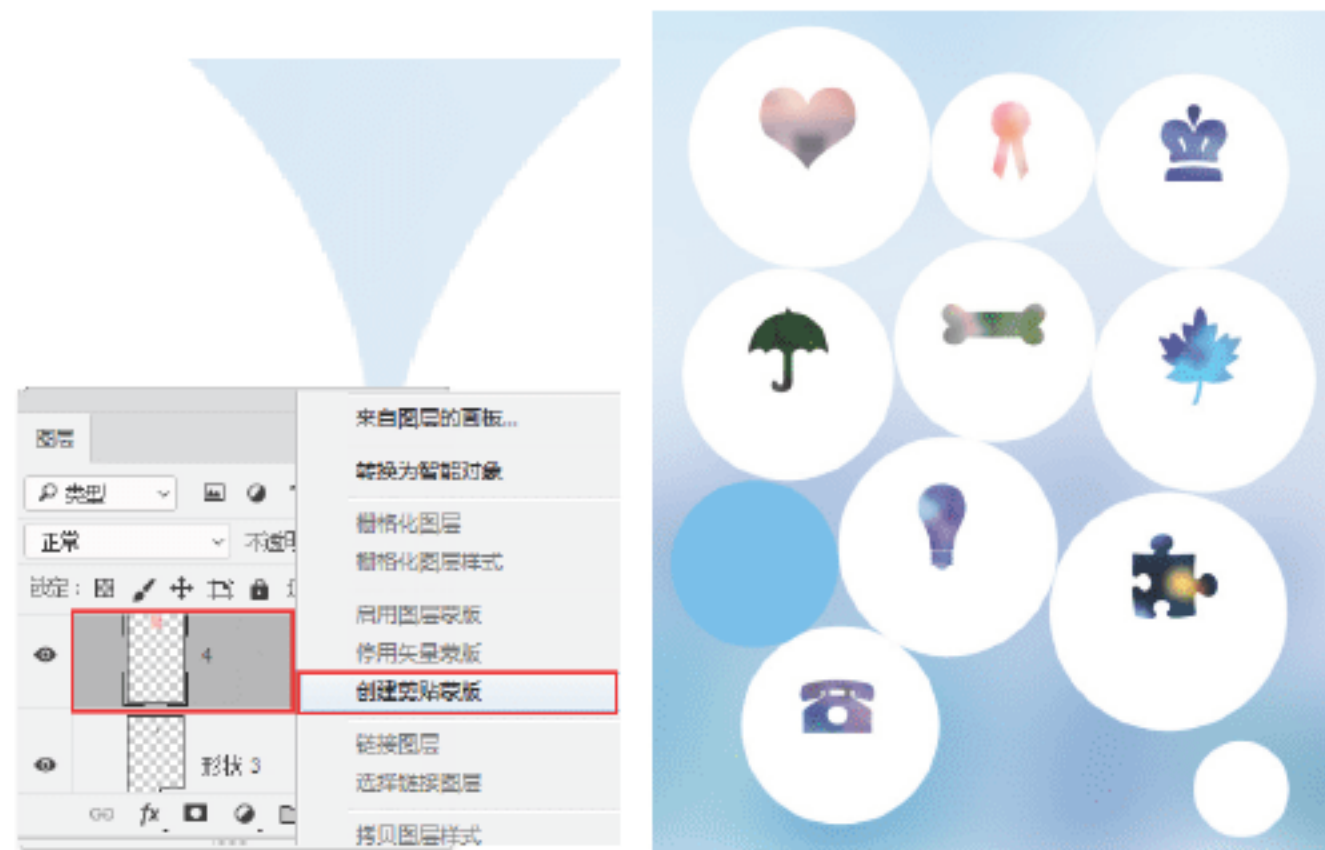 来自图层的画板...
图层
转换为智能对象
类型
栅格化图层
正常
不透明
栅格化图层样式
锁定:
启用图层蒙版
4
停用矢量蒙版
创建剪贴蒙版
链接图层
形状 3
选择链接图层
fx
拷贝图层样式